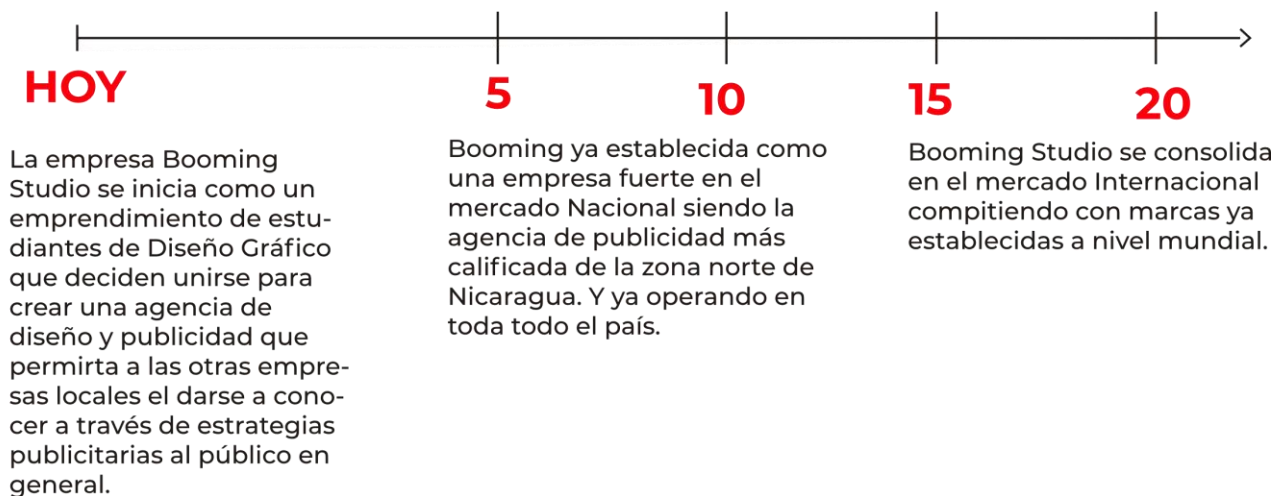 HOY
5
10
15
20
La empresa Booming
Studio se inicia como un
emprendimiento de estu-
diantes de Diseño Gráfico
que deciden unirse para
crear una agencia de
diseño y publicidad que
permirta a las otras empre-
sas locales el darse a cono-
cer a través de estrategias
publicitarias al público en
general.
Booming ya establecida como
una empresa fuerte en el
mercado Nacional siendo la
agencia de publicidad más
calificada de la zona norte de
Nicaragua. Y ya operando en
toda todo el país.
Booming Studio se consolida
en el mercado Internacional
compitiendo con marcas ya
establecidas a nivel mundial.